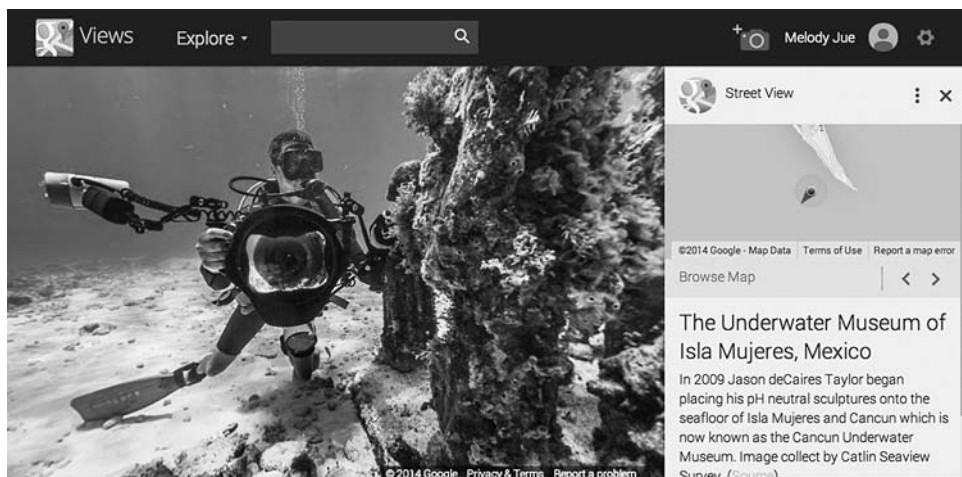 Views Explore Melody Jue
Street View
©2014 Google - Map Data Terms of Use Report a map error
Browse Map
The Underwater Museum of
Isla Mujeres, Mexico
In 2009 Jason deCaires Taylor began
placing his pH neutral sculptures onto the
seafloor of Isla Mujeres and Cancun which is
now known as the Cancun Underwater
Museum. Image collect by Catlin Seaview
Survey. (Source)
© 2014 Google Privacy & Terms Report a problem